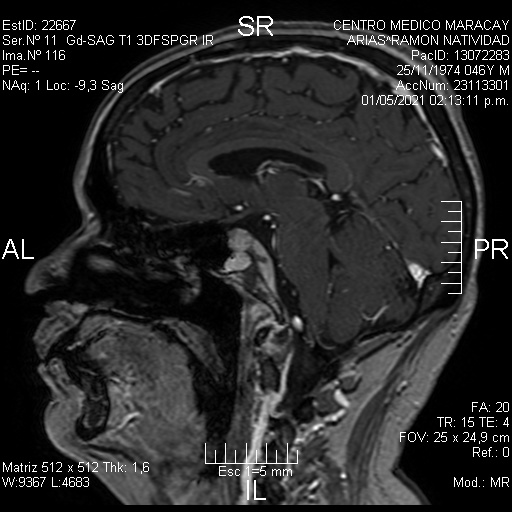 EstID: 22667
Ser.Nº 11 Gd-SAG T1 3DFSPGR IR
Ima.Nº 116
PE= --
NAq: 1 Loc: -9,3 Sag
SR
CENTRO MEDICO MARACAY
ARIAS^RAMON NATIVIDAD
PacID: 13072283
25/11/1974 046Y M
AccNum: 23113301
01/05/2021 02:13:11 p.m.
AL
PR
Matriz 512 x 512 Thk: 1,6
W:9367 L:4683
Esc 1=5 mm
IL
FA: 20
TR: 15 TE: 4
FOV: 25 x 24,9 cm
Ref.: 0
Mod.: MR